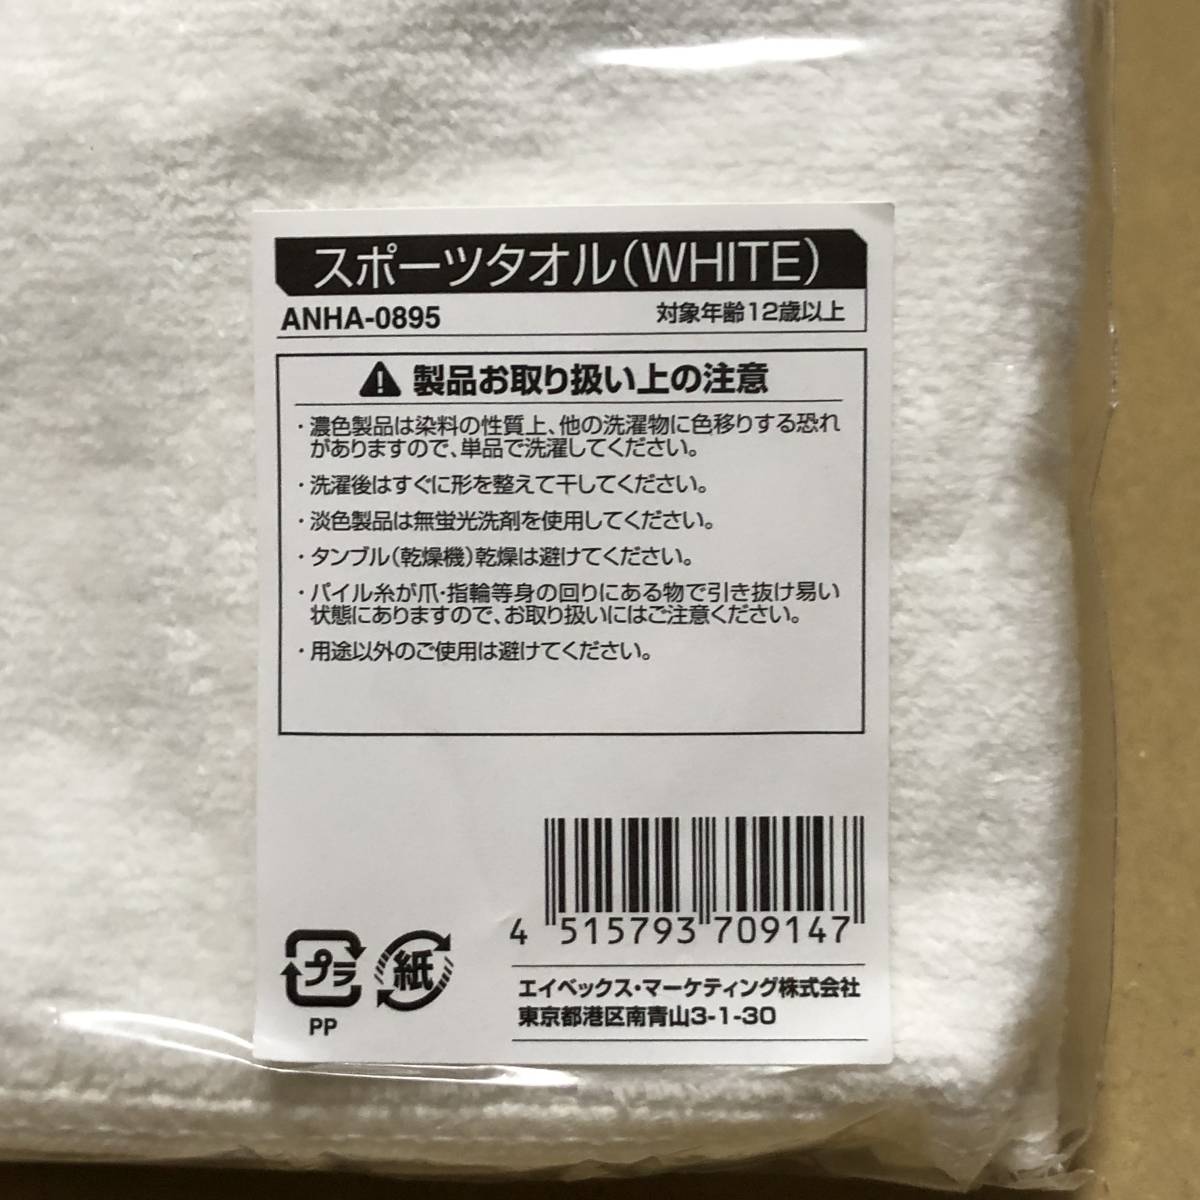 スポーツタオル(WHITE)
ANHA-0895
対象年齢12歳以上
製品お取り扱い上の注意
・濃色製品は染料の性質上、他の洗濯物に色移りする恐れ
がありますので、単品で洗濯してください。
・洗濯後はすぐに形を整えて干してください。
・淡色製品は無蛍光洗剤を使用してください。
・タンブル(乾燥機)乾燥は避けてください。
・パイル糸が爪・指輪等身の回りにある物で引き抜け易い
状態にありますので、お取り扱いにはご注意ください。
・用途以外のご使用は避けてください。
4 515793 709147
プラ
紙
PP
エイベックス・マーケティング株式会社
東京都港区南青山3-1-30